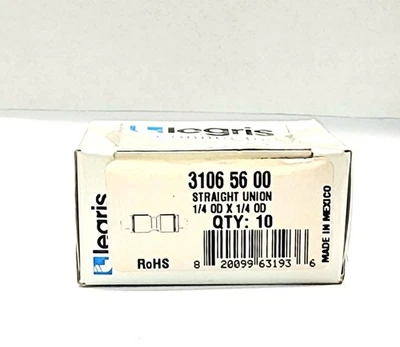 legris
legris
3106 56 00
STRAIGHT UNION
1/4 OD X 1/4 OD
QTY: 10
RoHS
8 20099 63193 6
MADE IN MEXICO